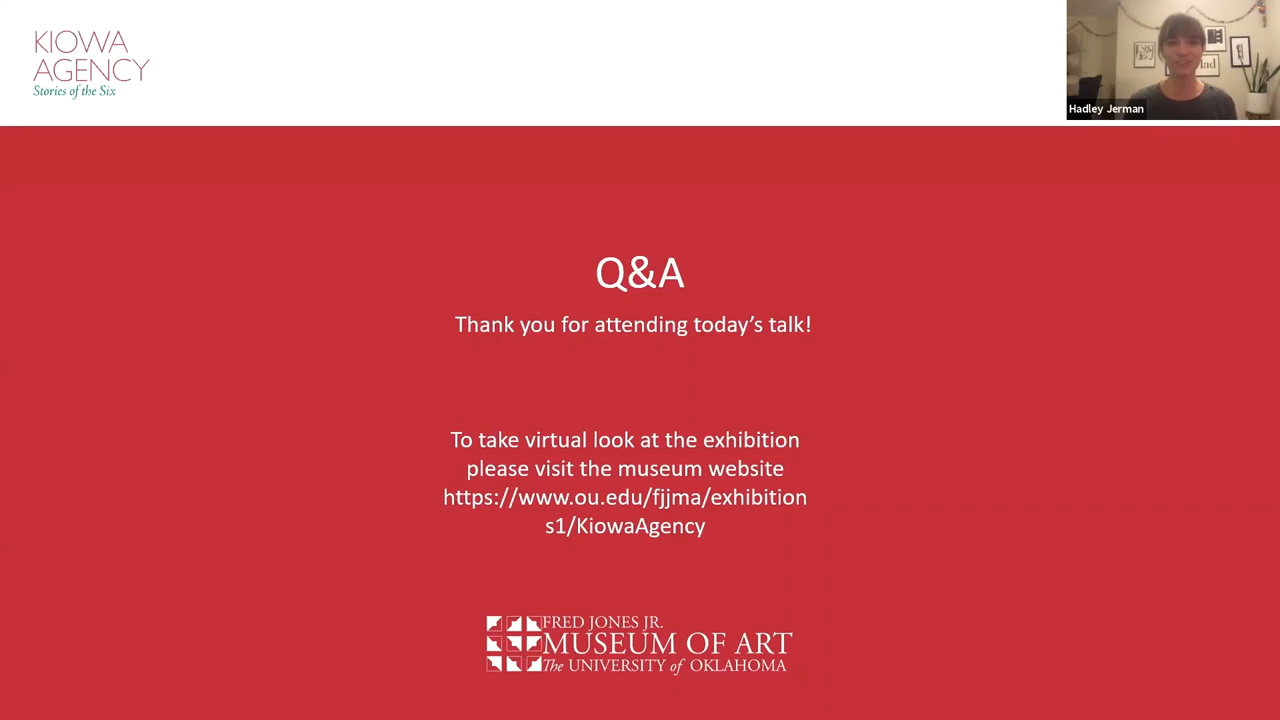 KIOWA
AGENCY
Stories of the Six
Hadley Jerman
Q&A
Thank you for attending today's talk!
To take virtual look at the exhibition
please visit the museum website
https://www.ou.edu/fjjma/exhibition
s1/KiowaAgency
FRED JONES JR.
MUSEUM OF ART
The UNIVERSITY of OKLAHOMA